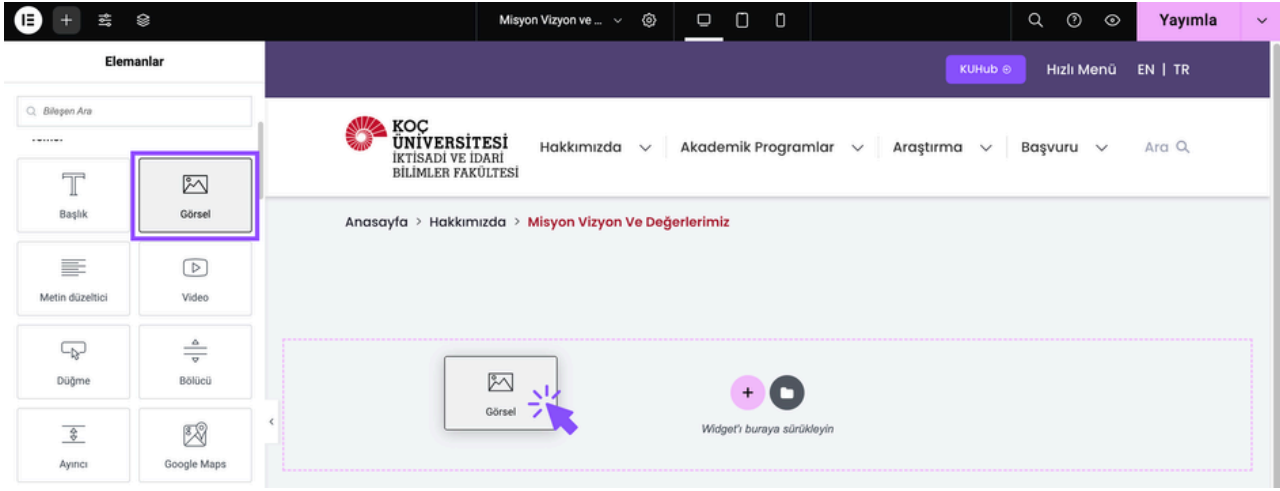 Misyon Vizyon ve ...
Yayımla
Elemanlar
Bileşen Ara
Başlık
Görsel
Metin düzeltici
Video
Düğme
Bölücü
Ayırıcı
Google Maps
KUHub
Hızlı Menü
EN | TR
KOÇ
ÜNİVERSİTESİ
İKTİSADİ VE İDARİ
BİLİMLER FAKÜLTESİ
Hakkımızda
Akademik Programlar
Araştırma
Başvuru
Ara
Anasayfa > Hakkımızda > Misyon Vizyon Ve Değerlerimiz
Görsel
Widget'ı buraya sürükleyin